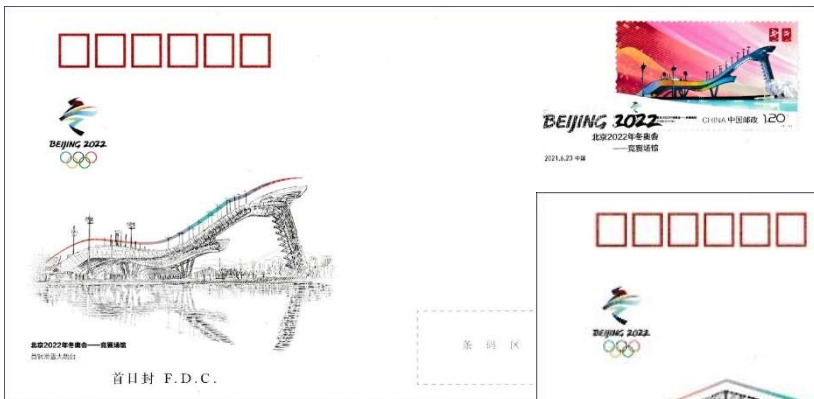 BEIJING 2022
CHINA 中国邮政 1.20
BEIJING 2022
北京2022年冬奥会
——竞赛场馆
2021.6.23 中国
北京2022年冬奥会——竞赛场馆
首钢滑雪大跳台
条码区
首日封 F.D.C.
BEIJING 2022